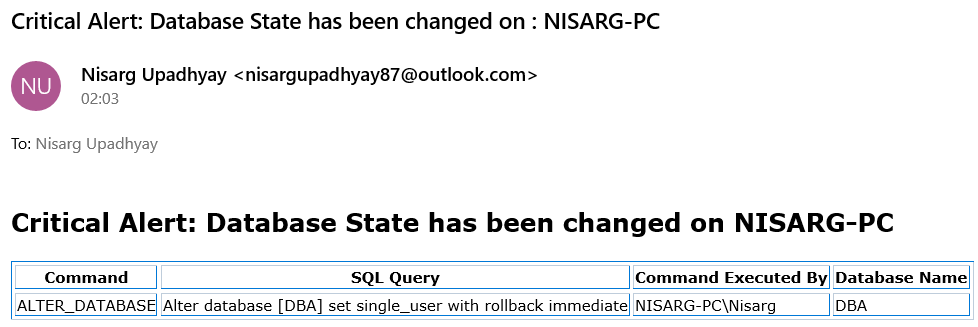 Critical Alert: Database State has been changed on : NISARG-PC
NU
Nisarg Upadhyay <nisargupadhyay87@outlook.com>
02:03
To: Nisarg Upadhyay
Critical Alert: Database State has been changed on NISARG-PC
Command SQL Query Command Executed By Database Name
ALTER_DATABASE Alter database [DBA] set single_user with rollback immediate NISARG-PC\Nisarg DBA